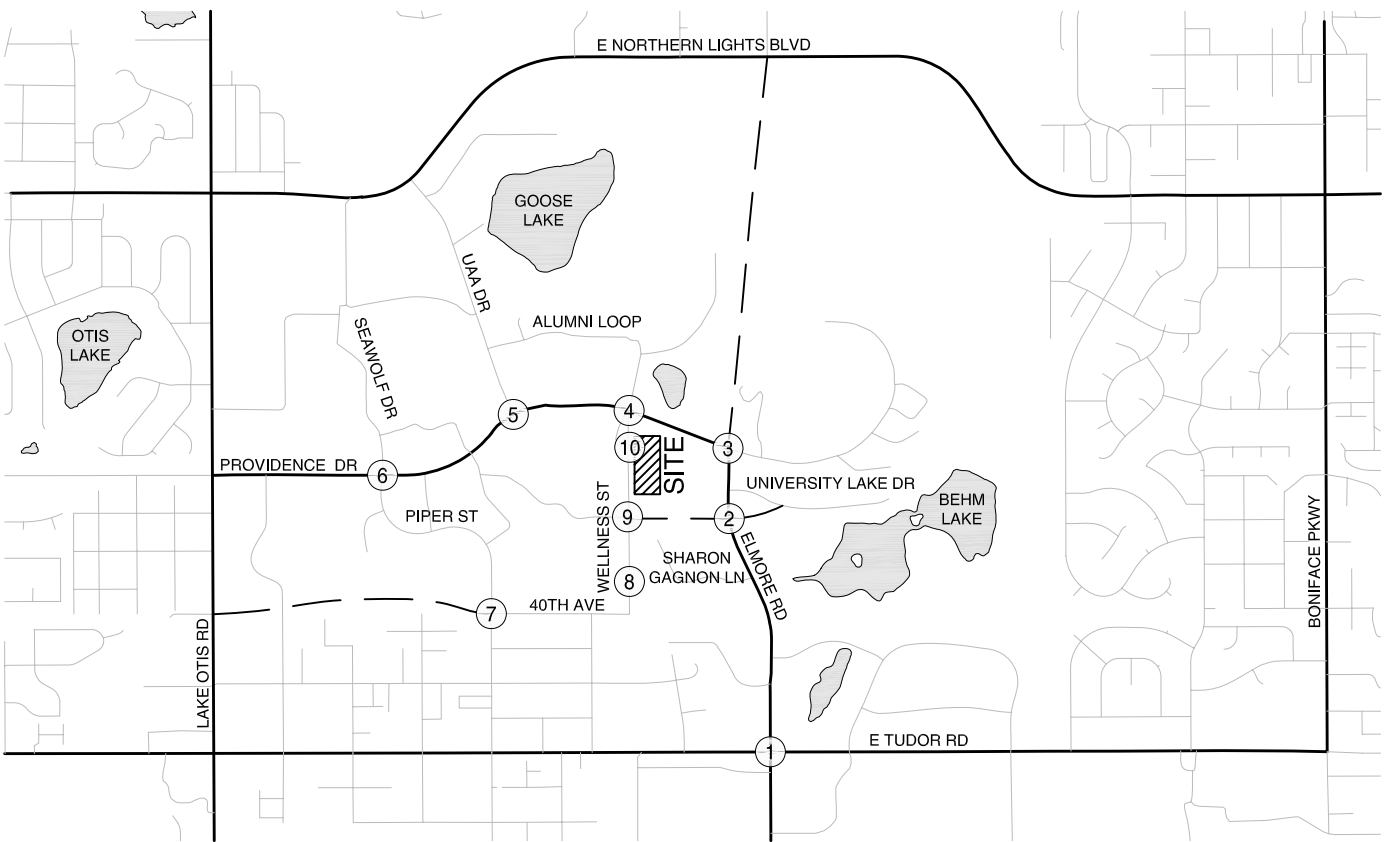 E NORTHERN LIGHTS BLVD
GOOSE
LAKE
UAA DR
ALUMNI LOOP
OTIS
LAKE
SEAWOLF DR
5
4
10
SITE
3
PROVIDENCE DR
6
UNIVERSITY LAKE DR
BEHM
LAKE
PIPER ST
WELLNESS ST
9
2
ELMORE RD
SHARON
GAGNON LN
8
7
40TH AVE
BONIFACE PKWY
LAKE OTIS RD
1
E TUDOR RD